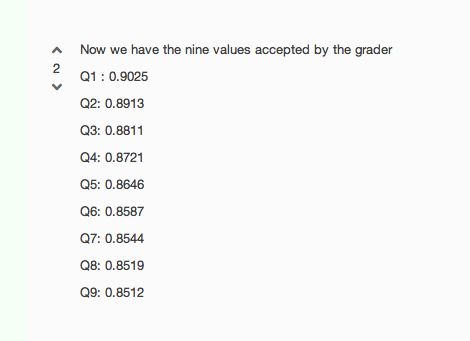 Now we have the nine values accepted by the grader
2
Q1 : 0.9025
Q2: 0.8913
Q3: 0.8811
Q4: 0.8721
Q5: 0.8646
Q6: 0.8587
Q7: 0.8544
Q8: 0.8519
Q9: 0.8512